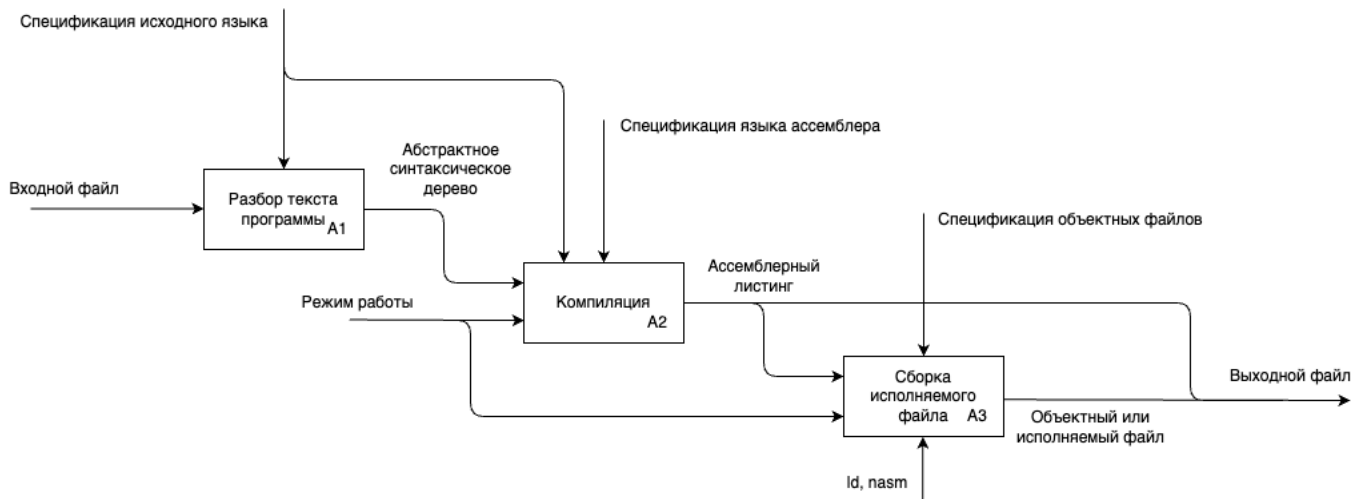 Спецификация исходного языка
Спецификация языка ассемблера
Абстрактное
синтаксическое
дерево
Входной файл
Разбор текста
программы
A1
Спецификация объектных файлов
Ассемблерный
листинг
Режим работы
Компиляция
A2
Сборка
исполняемого
файла
A3
Выходной файл
Объектный или
исполняемый файл
ld, nasm